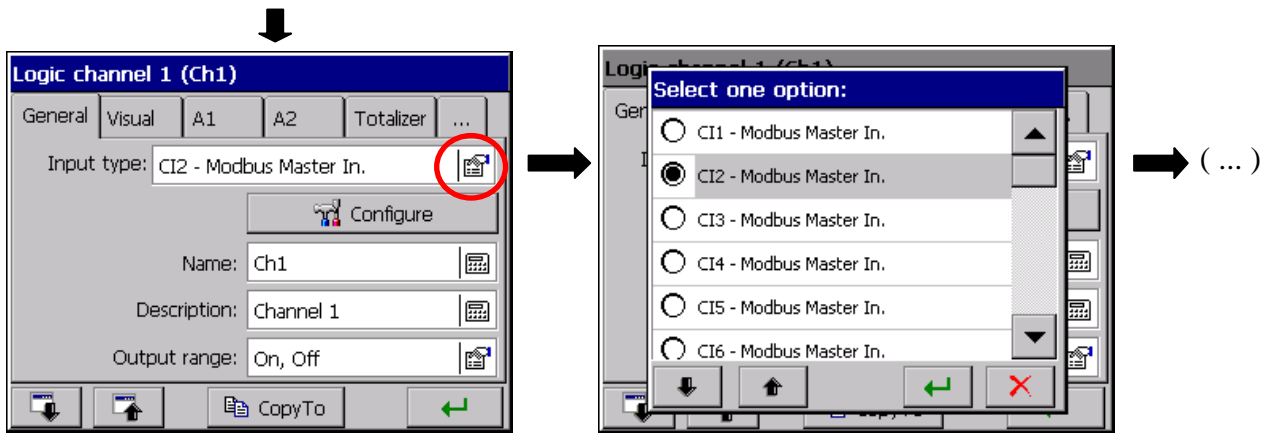 Logic channel 1 (Ch1)
General Visual A1 A2 Totalizer ...
Input type: CI2 - Modbus Master In.
Configure
Name: Ch1
Description: Channel 1
Output range: On, Off
CopyTo
Select one option:
CI1 - Modbus Master In.
CI2 - Modbus Master In.
CI3 - Modbus Master In.
CI4 - Modbus Master In.
CI5 - Modbus Master In.
CI6 - Modbus Master In.
( ... )